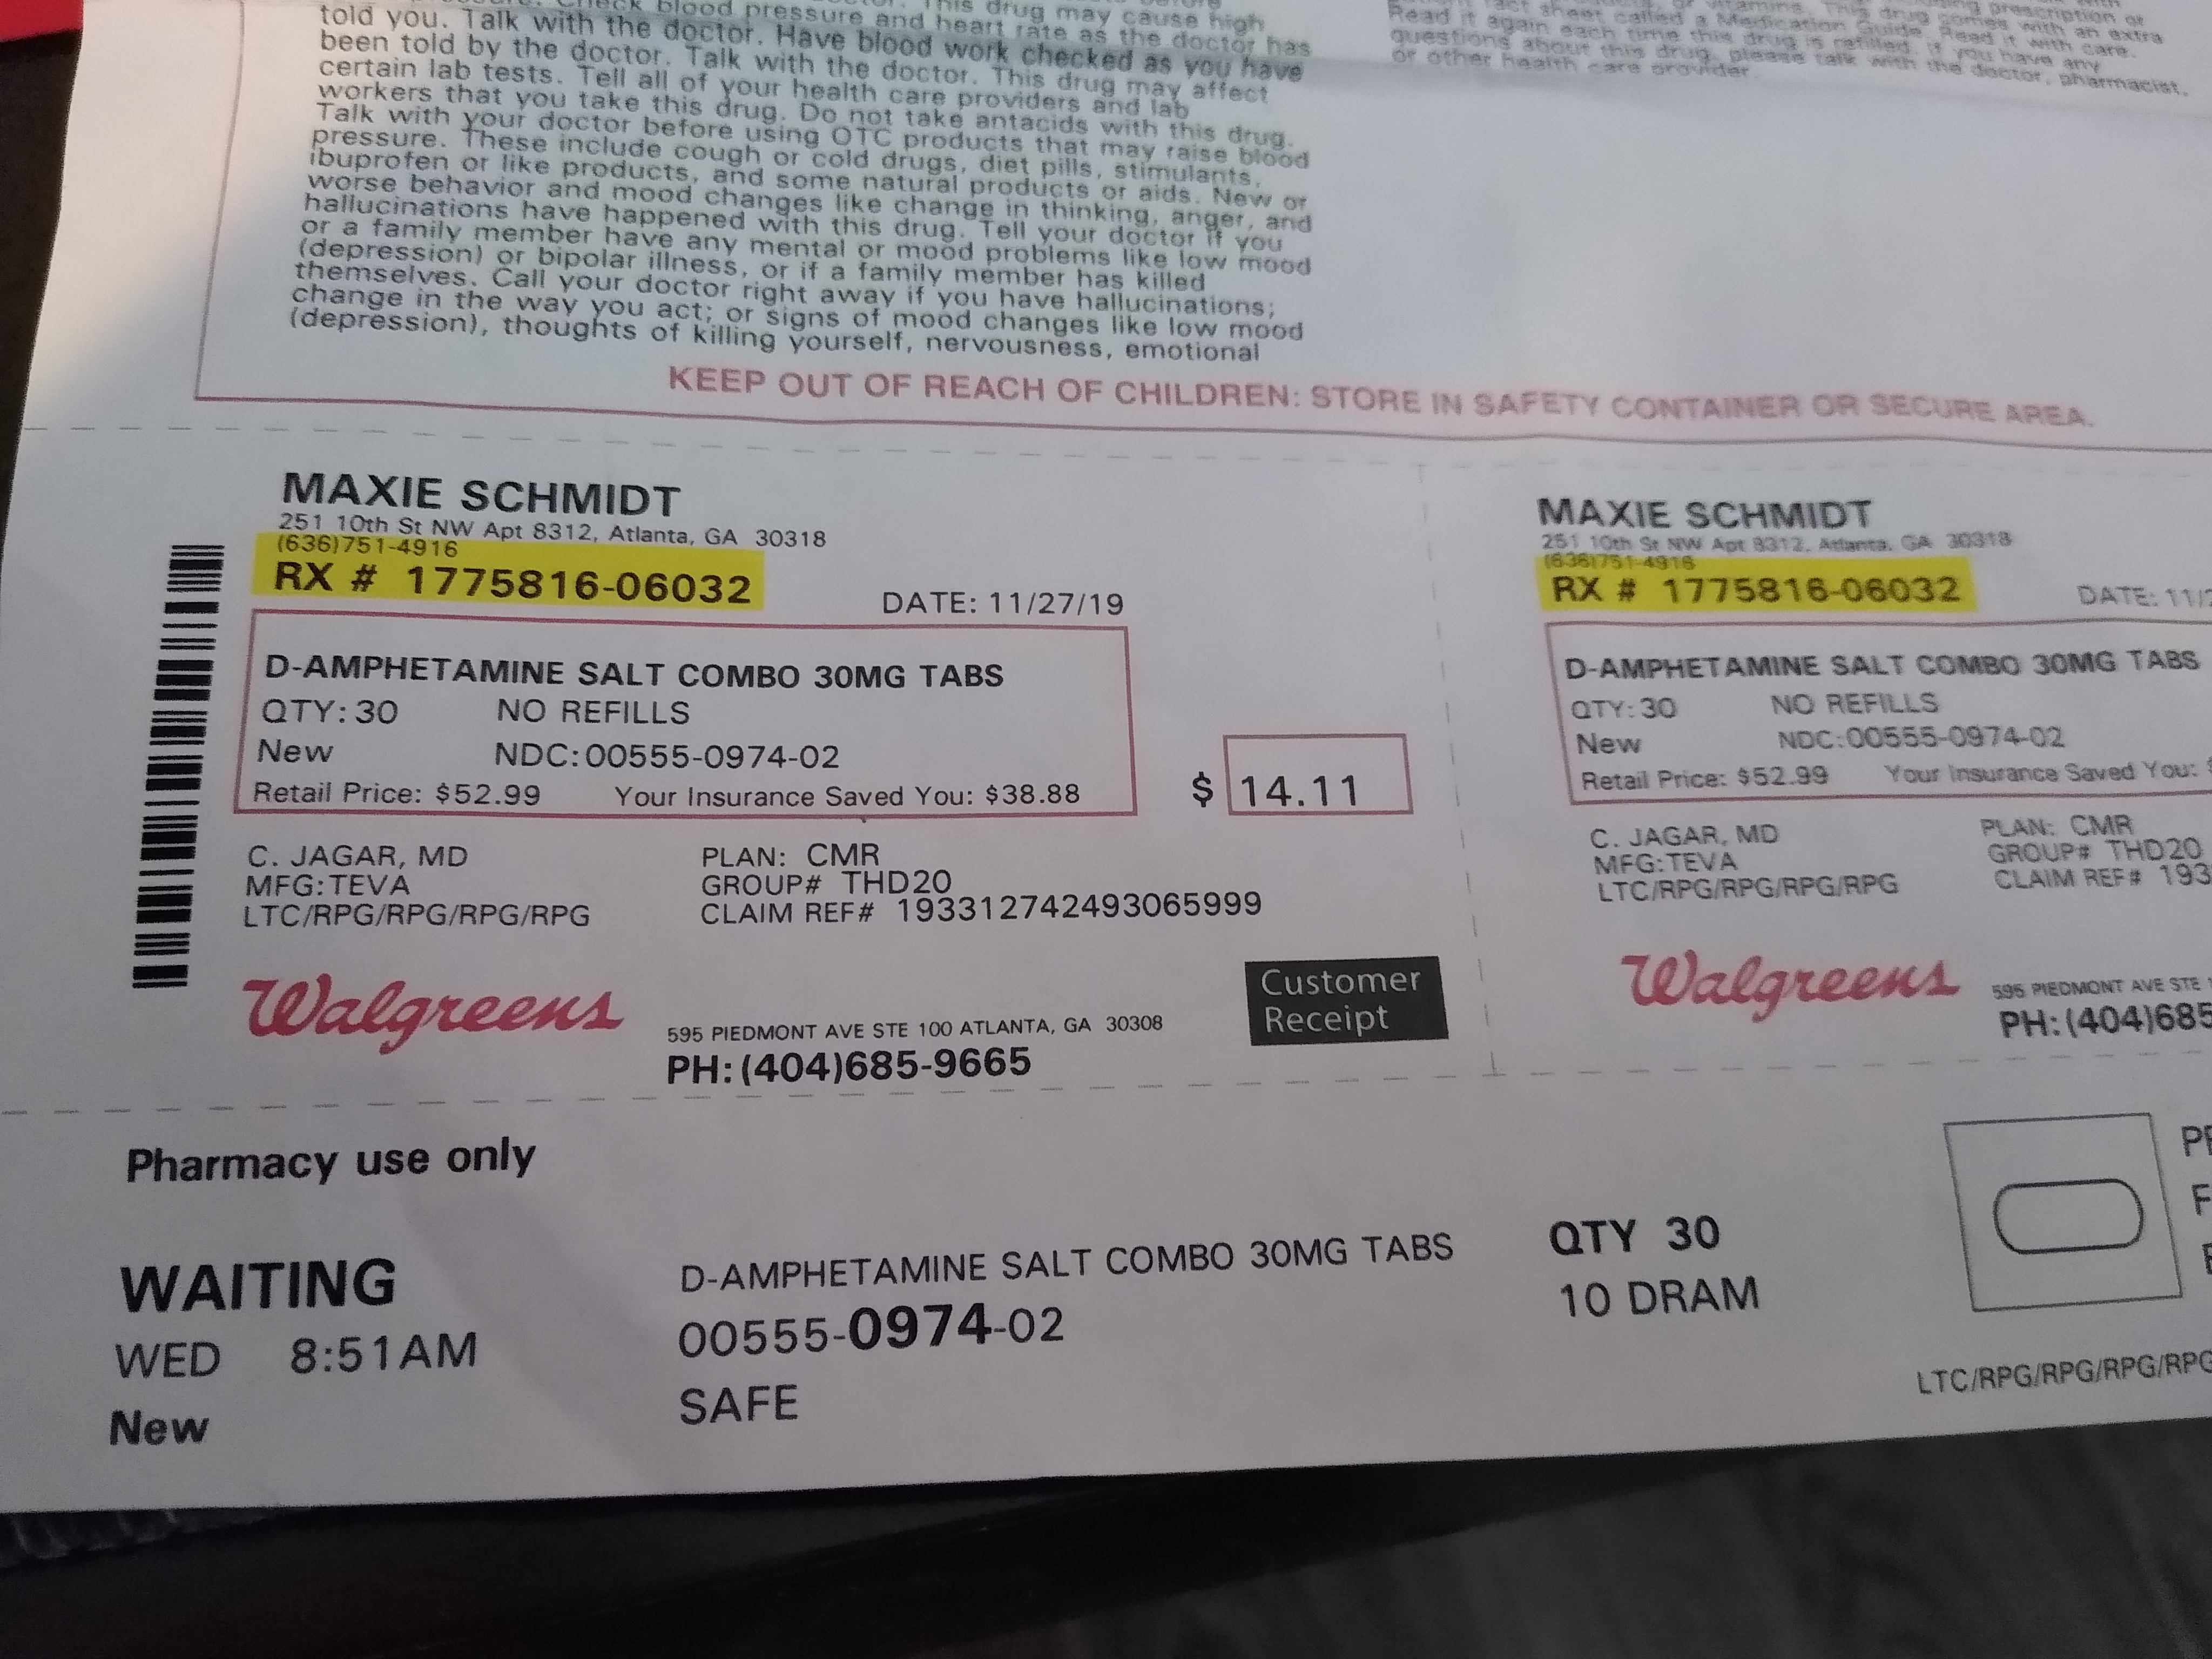 blood pressure and heart rate as the doctor has
told you. Talk with the doctor. Have blood work checked as you have
been told by the doctor. Talk with the doctor. This drug may affect
certain lab tests. Tell all of your health care providers and lab
workers that you take this drug. Do not take antacids with this drug.
Talk with your doctor before using OTC products that may raise blood
pressure. These include cough or cold drugs, diet pills, stimulants,
ibuprofen or like products, and some natural products or aids. New or
worse behavior and mood changes like change in thinking, anger, and
hallucinations have happened with this drug. Tell your doctor if you
or a family member have any mental or mood problems like low mood
(depression) or bipolar illness, or if a family member has killed
themselves. Call your doctor right away if you have hallucinations;
change in the way you act; or signs of mood changes like low mood
(depression), thoughts of killing yourself, nervousness, emotional
fact sheet called a Medication Guide. Read it with care.
Read it again each time this drug is refilled. If you have any
questions about this drug, please talk with the doctor, pharmacist,
or other health care provider.
KEEP OUT OF REACH OF CHILDREN: STORE IN SAFETY CONTAINER OR SECURE AREA.
MAXIE SCHMIDT
251 10th St NW Apt 8312, Atlanta, GA 30318
(636)751-4916
RX # 1775816-06032
DATE: 11/27/19
D-AMPHETAMINE SALT COMBO 30MG TABS
QTY: 30 NO REFILLS
New NDC: 00555-0974-02
Retail Price: $52.99 Your Insurance Saved You: $38.88
$ 14.11
C. JAGAR, MD PLAN: CMR
MFG: TEVA GROUP# THD20
LTC/RPG/RPG/RPG/RPG CLAIM REF# 193312742493065999
Walgreens
595 PIEDMONT AVE STE 100 ATLANTA, GA 30308
PH: (404)685-9665
Customer
Receipt
MAXIE SCHMIDT
251 10th St NW Apt 8312, Atlanta, GA 30318
(636)751-4916
RX # 1775816-06032
DATE: 11/2
D-AMPHETAMINE SALT COMBO 30MG TABS
QTY: 30 NO REFILLS
New NDC: 00555-0974-02
Retail Price: $52.99 Your Insurance Saved You: $
C. JAGAR, MD PLAN: CMR
MFG: TEVA GROUP# THD20
LTC/RPG/RPG/RPG/RPG CLAIM REF# 193
Walgreens
595 PIEDMONT AVE STE
PH: (404)685
Pharmacy use only
WAITING
WED 8:51AM
New
D-AMPHETAMINE SALT COMBO 30MG TABS
00555-0974-02
SAFE
QTY 30
10 DRAM
LTC/RPG/RPG/RPG/RPG